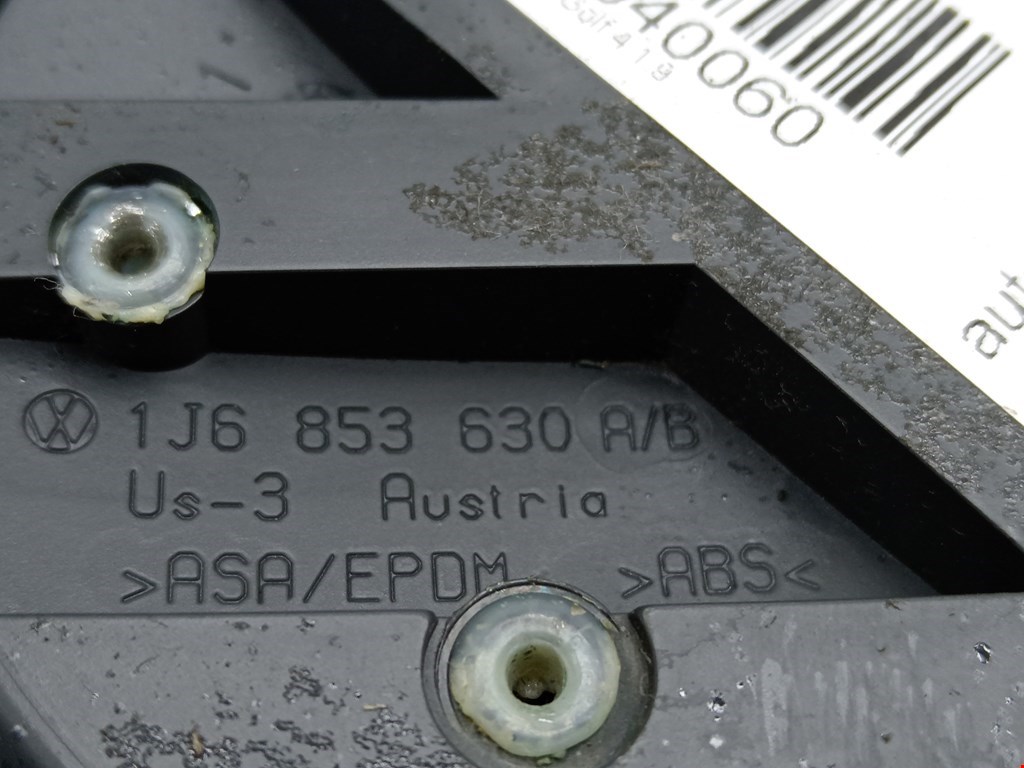 40060
Golf 4 19
aut
1J6 853 630 A/B
Us-3 Austria
>ASA/EPDM >ABS<